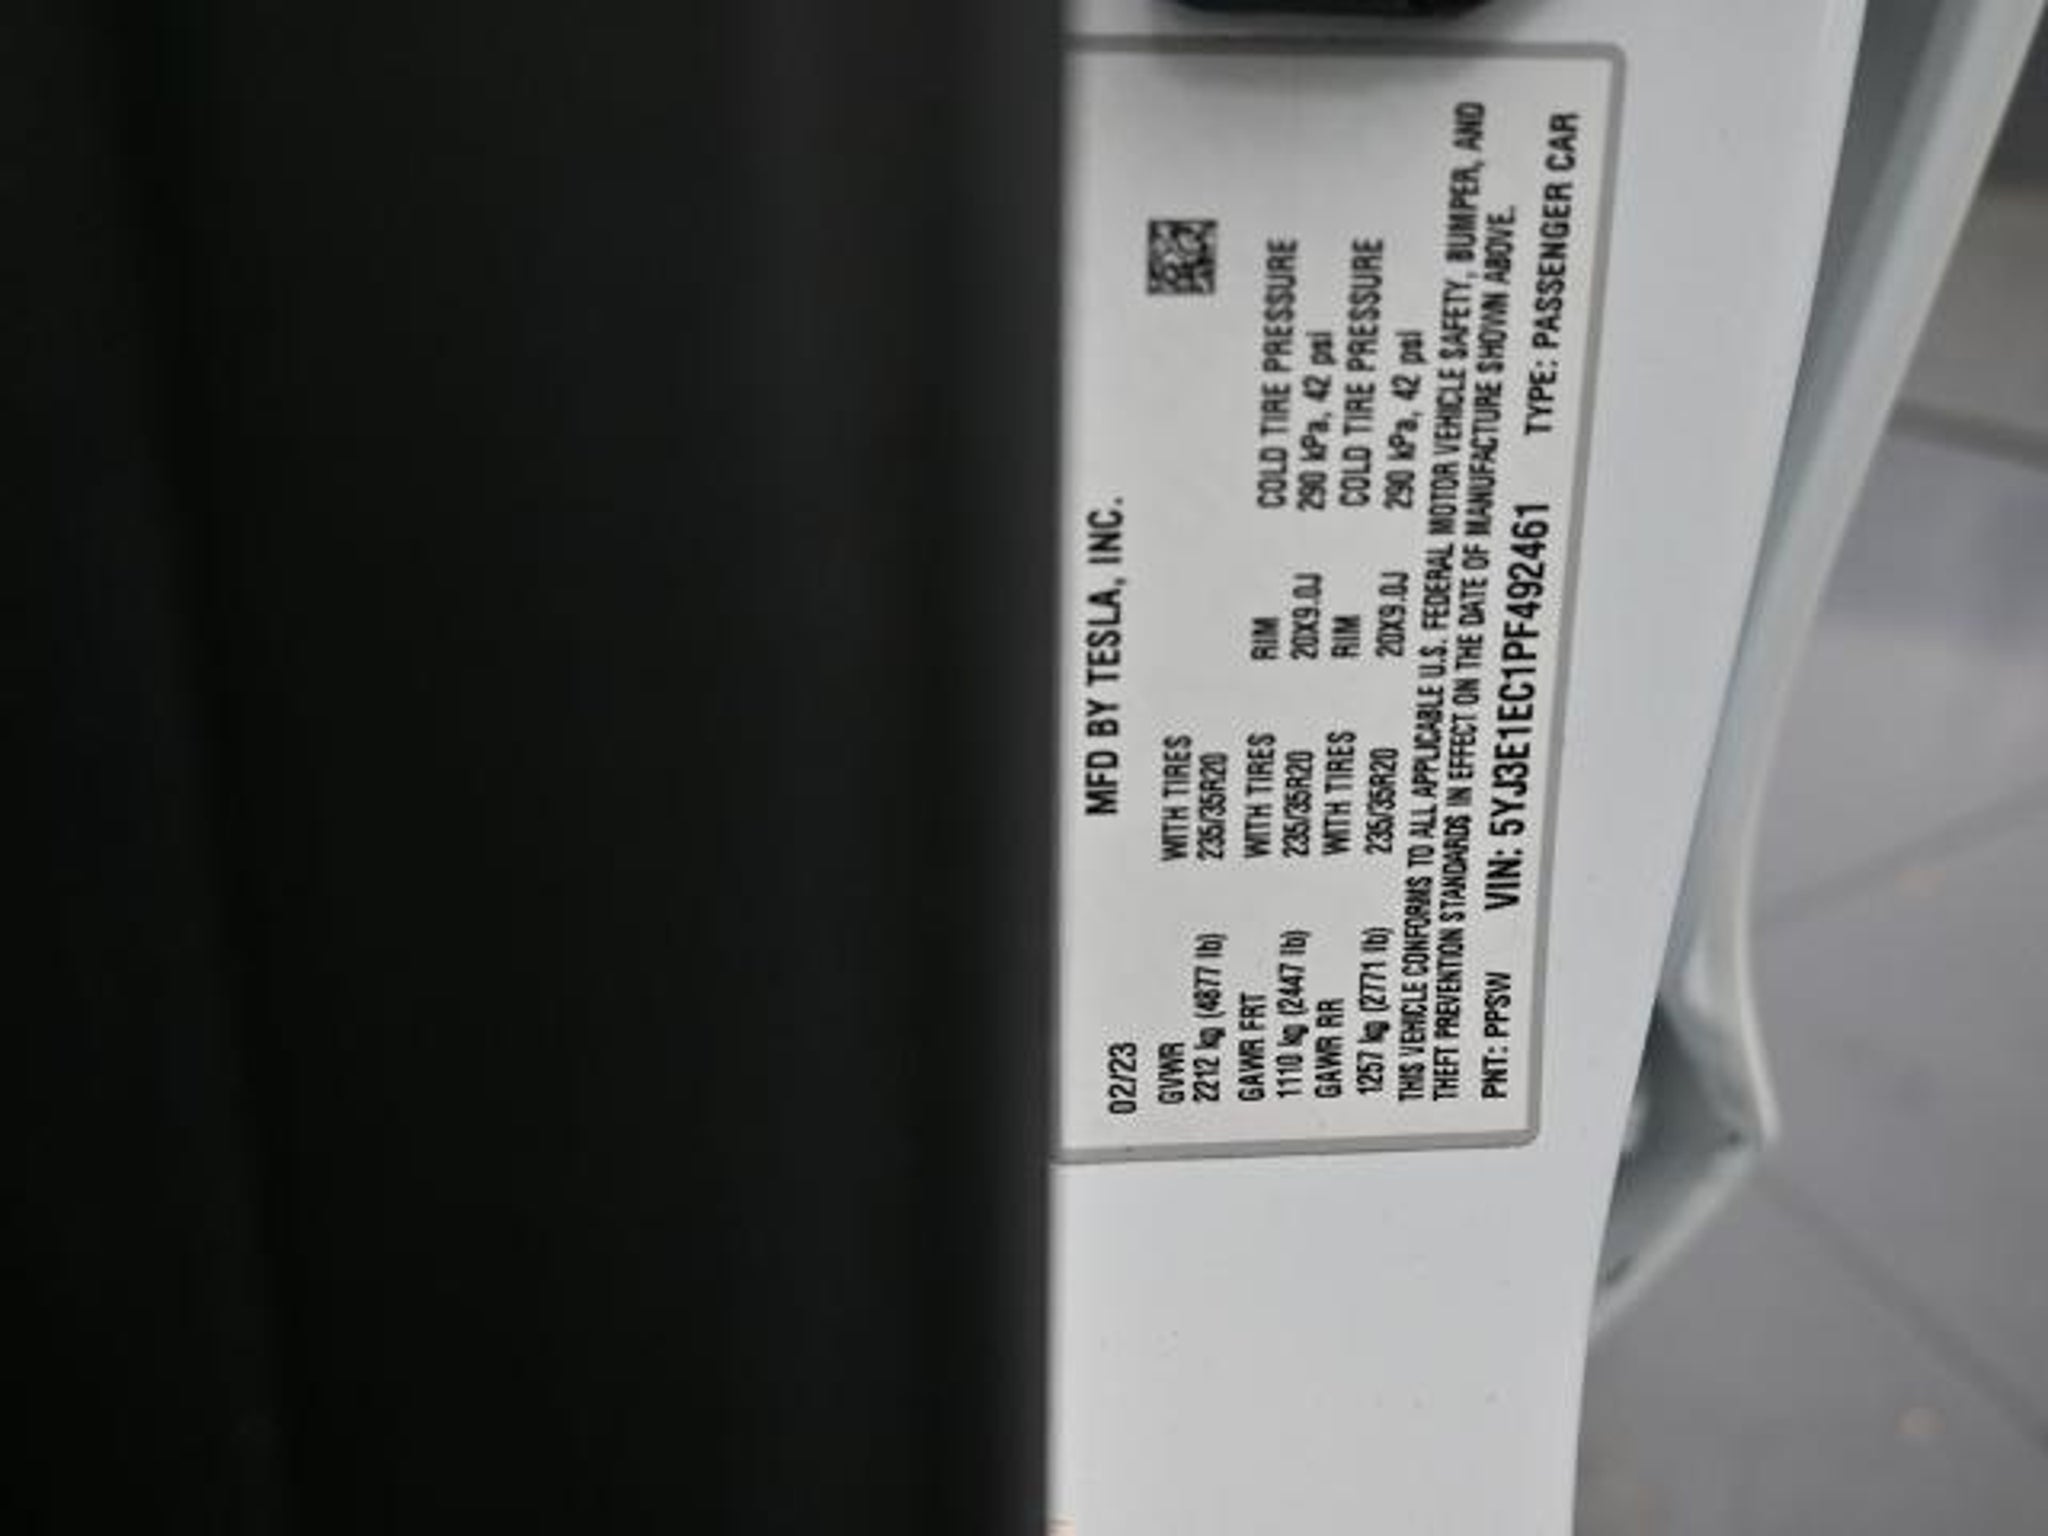 MFD BY TESLA, INC.
02/23
GVWR WITH TIRES
2212 kg (4877 lb) 235/35R20
GAWR FRT WITH TIRES RIM COLD TIRE PRESSURE
1110 kg (2447 lb) 235/35R20 20X9.0J 290 kPa, 42 psi
GAWR RR WITH TIRES RIM COLD TIRE PRESSURE
1257 kg (2771 lb) 235/35R20 20X9.0J 290 kPa, 42 psi
THIS VEHICLE CONFORMS TO ALL APPLICABLE U.S. FEDERAL MOTOR VEHICLE SAFETY, BUMPER, AND
THEFT PREVENTION STANDARDS IN EFFECT ON THE DATE OF MANUFACTURE SHOWN ABOVE.
PNT: PPSW VIN: 5YJ3E1EC1PF492461 TYPE: PASSENGER CAR